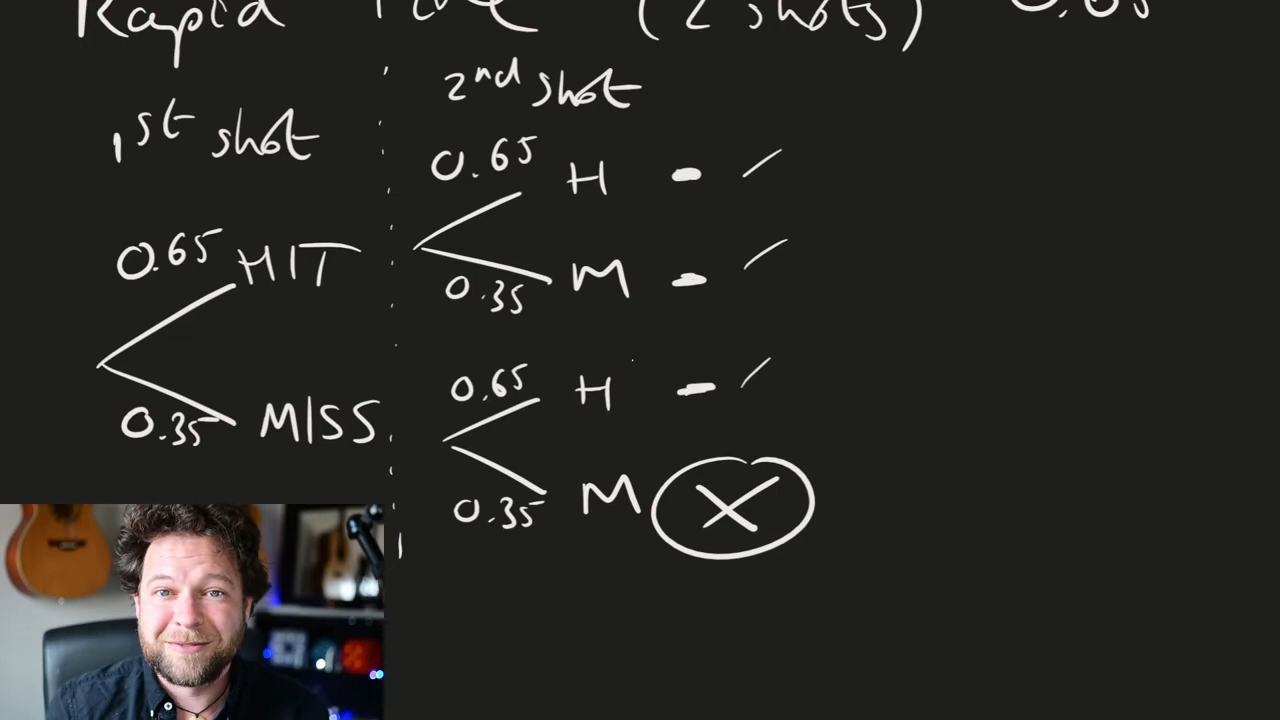 Rapid Fire (2 shots) 0.65
1st shot
2nd shot
0.65 HIT
0.35 MISS
0.65 H
0.35 M
0.65 H
0.35 M X